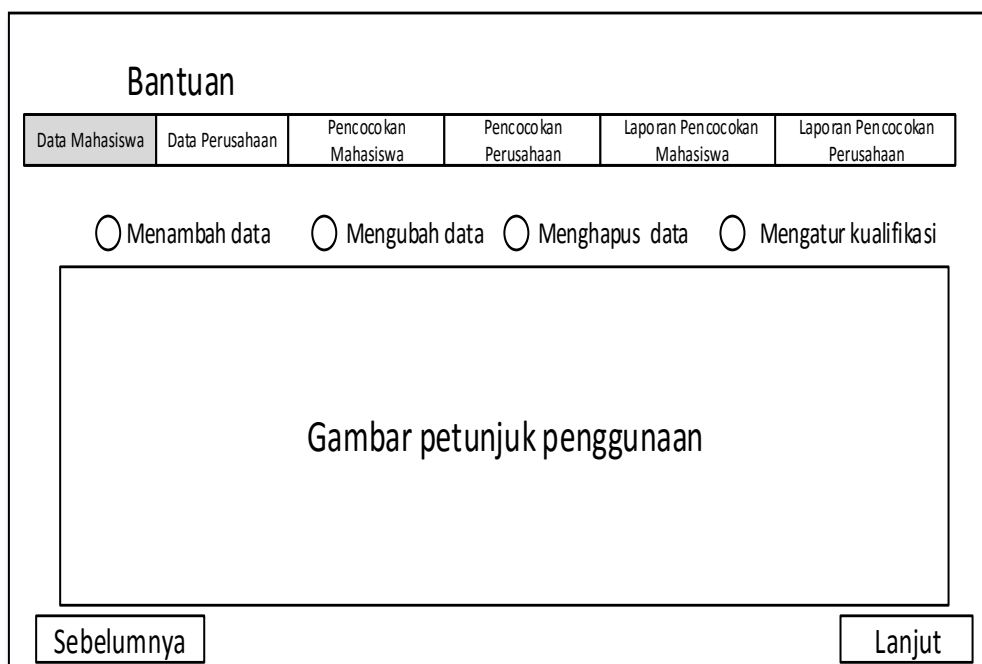 Bantuan
Data Mahasiswa
Data Perusahaan
Pencocokan
Mahasiswa
Pencocokan
Perusahaan
Laporan Pencocokan
Mahasiswa
Laporan Pencocokan
Perusahaan
Menambah data
Mengubah data
Menghapus data
Mengatur kualifikasi
Gambar petunjuk penggunaan
Sebelumnya
Lanjut